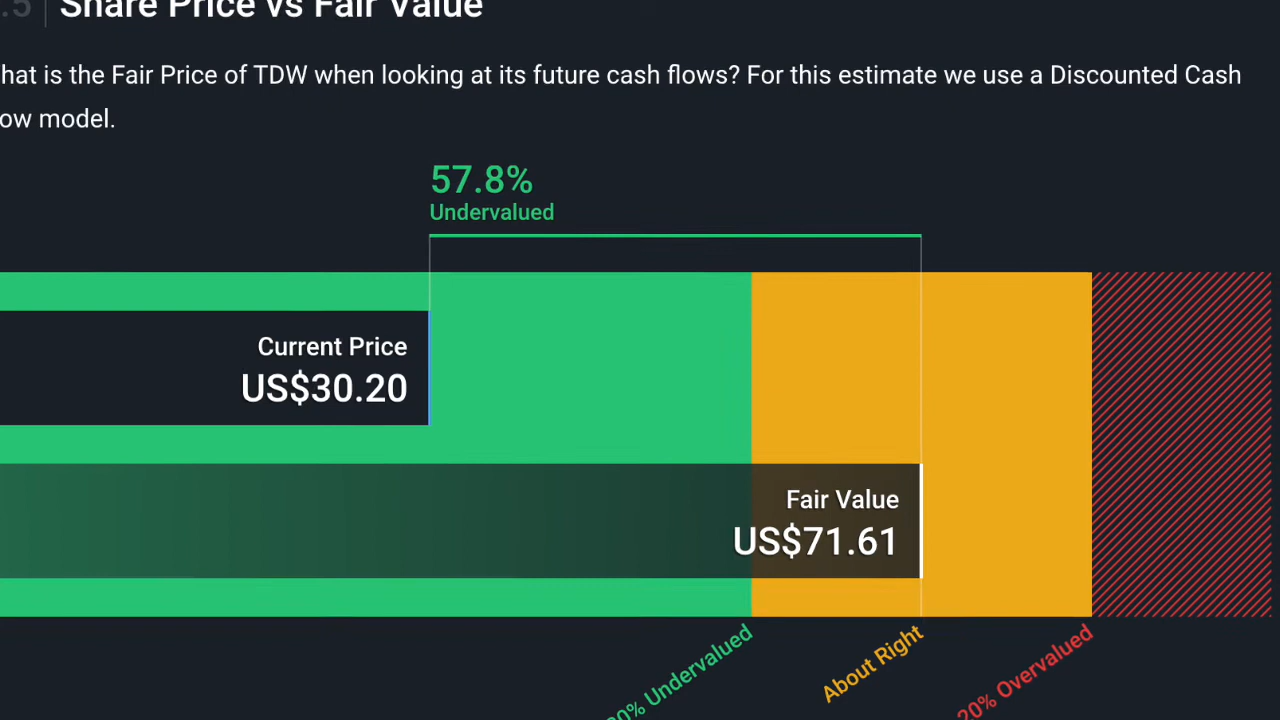 .5 Share Price vs Fair Value
hat is the Fair Price of TDW when looking at its future cash flows? For this estimate we use a Discounted Cash
ow model.
57.8%
Undervalued
Current Price
US$30.20
Fair Value
US$71.61
Undervalued
About Right
20% Overvalued